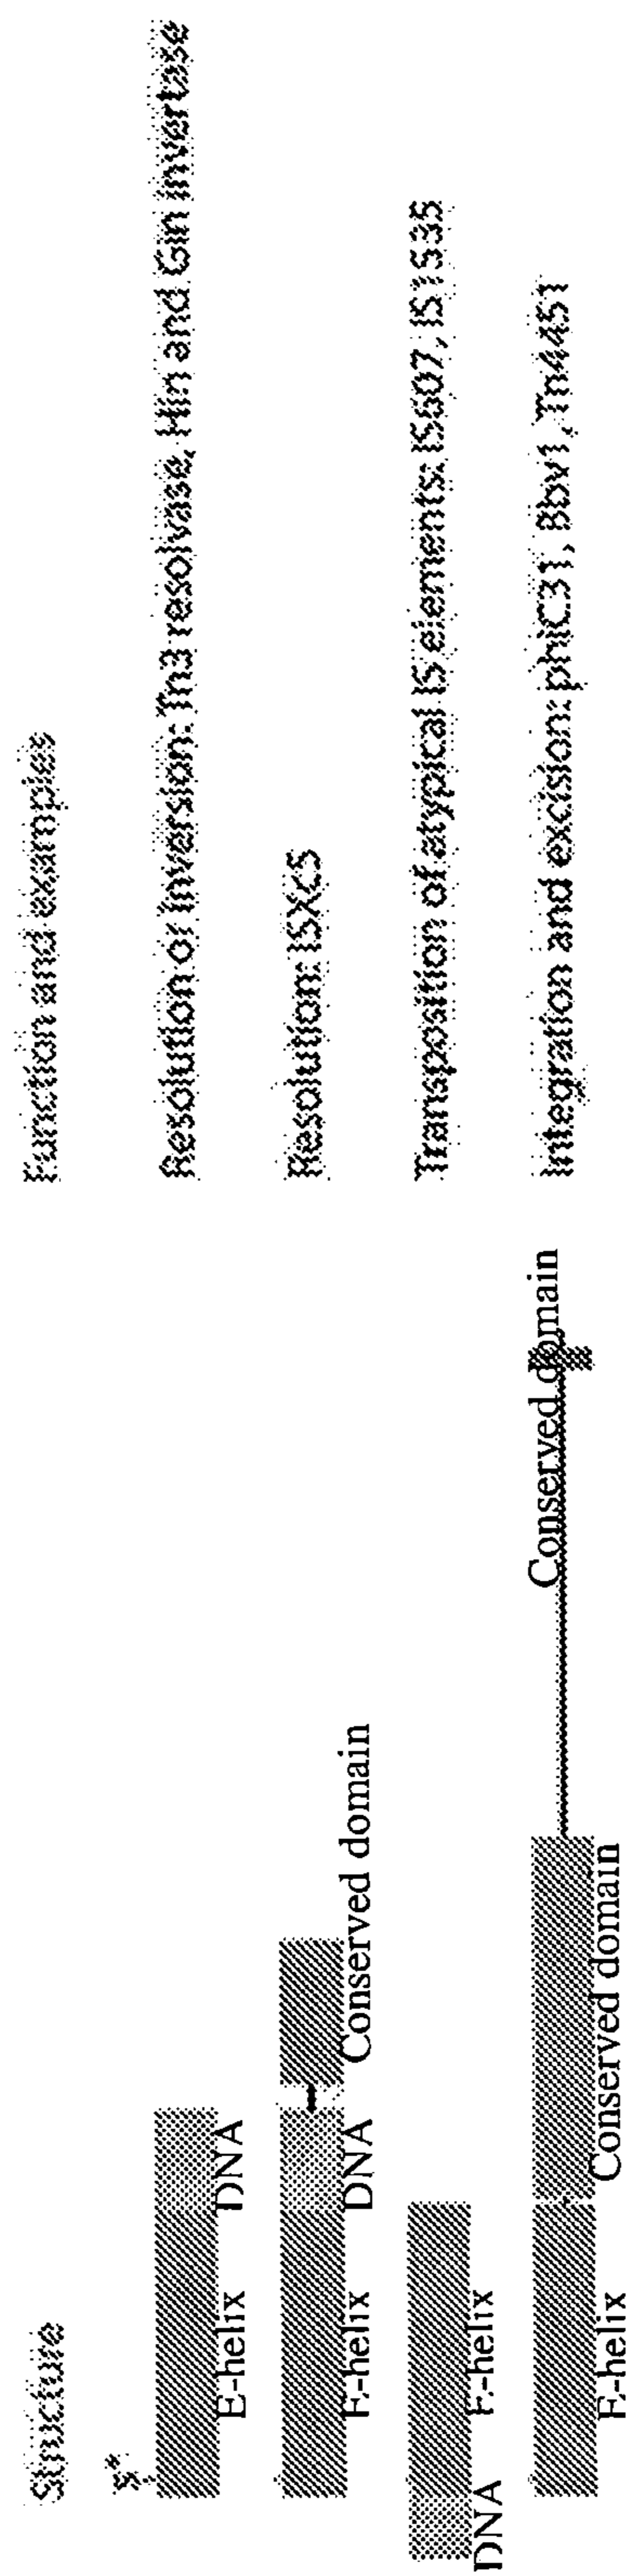 Structure
Function and examples
5'
E-helix
DNA
Resolution or inversion: Tn3 resolvase, Hin and Gin invertase
E-helix
DNA
Conserved domain
Resolution: ISXC5
DNA
E-helix
Transposition of atypical IS elements: IS607, IS1535
E-helix
Conserved domain
Conserved domain
Integration and excision: phiC31, Bbv1, Tn4451